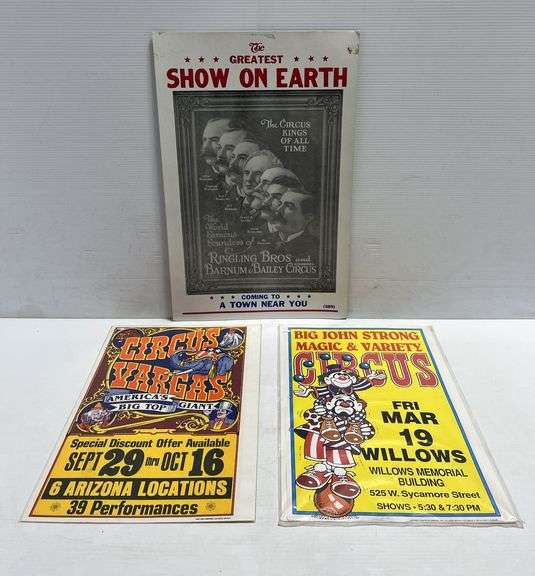 The
GREATEST
SHOW ON EARTH
The CIRCUS
KINGS
OF ALL
TIME
The
World
Famous
Founders of
RINGLING BROS and
BARNUM & BAILEY CIRCUS
COMING TO
A TOWN NEAR YOU
CIRCUS
VARGAS
AMERICA'S
BIG TOP GIANT
Special Discount Offer Available
SEPT 29 thru OCT 16
6 ARIZONA LOCATIONS
39 Performances
BIG JOHN STRONG
MAGIC & VARIETY
CIRCUS
FRI
MAR
19
WILLOWS
WILLOWS MEMORIAL
BUILDING
525 W. Sycamore Street
SHOWS • 5:30 & 7:30 PM